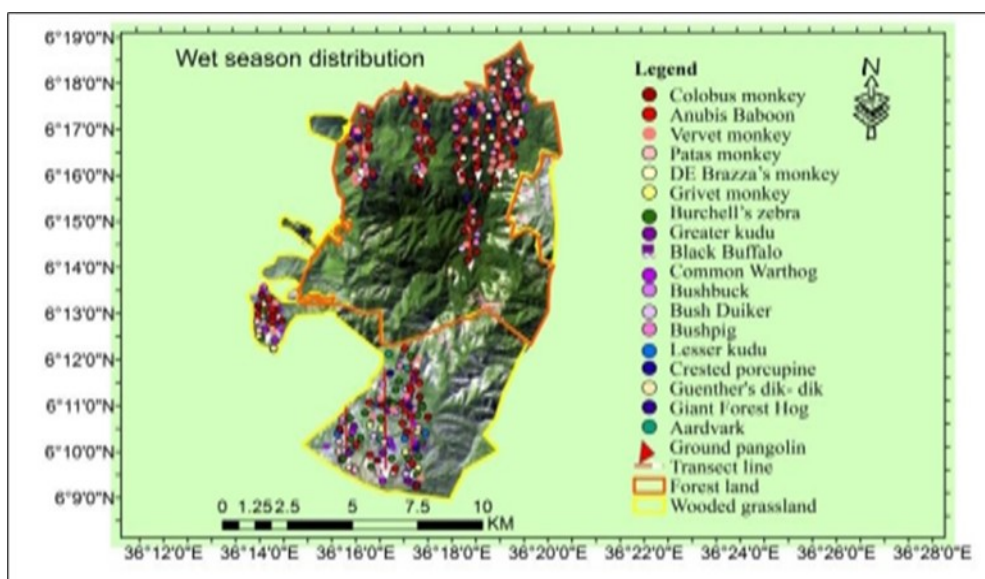 Wet season distribution
6°19'0"N
6°18'0"N
6°17'0"N
6°16'0"N
6°15'0"N
6°14'0"N
6°13'0"N
6°12'0"N
6°11'0"N
6°10'0"N
6°9'0"N
Legend
Colobus monkey
Anubis Baboon
Vervet monkey
Patas monkey
DE Brazza's monkey
Grivet monkey
Burchell's zebra
Greater kudu
Black Buffalo
Common Warthog
Bushbuck
Bush Duiker
Bushpig
Lesser kudu
Crested porcupine
Guenther's dik- dik
Giant Forest Hog
Aardvark
Ground pangolin
Transect line
Forest land
Wooded grassland
N
0 1.25 2.5 5 7.5 10
KM
36°12'0"E 36°14'0"E 36°16'0"E 36°18'0"E 36°20'0"E 36°22'0"E 36°24'0"E 36°26'0"E 36°28'0"E